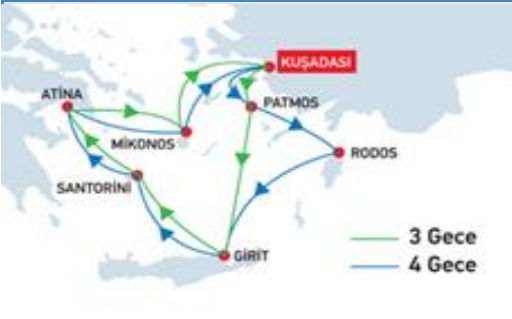 KUŞADASI
ATİNA
PATMOS
MİKONOS
RODOS
SANTORİNİ
GİRİT
3 Gece
4 Gece